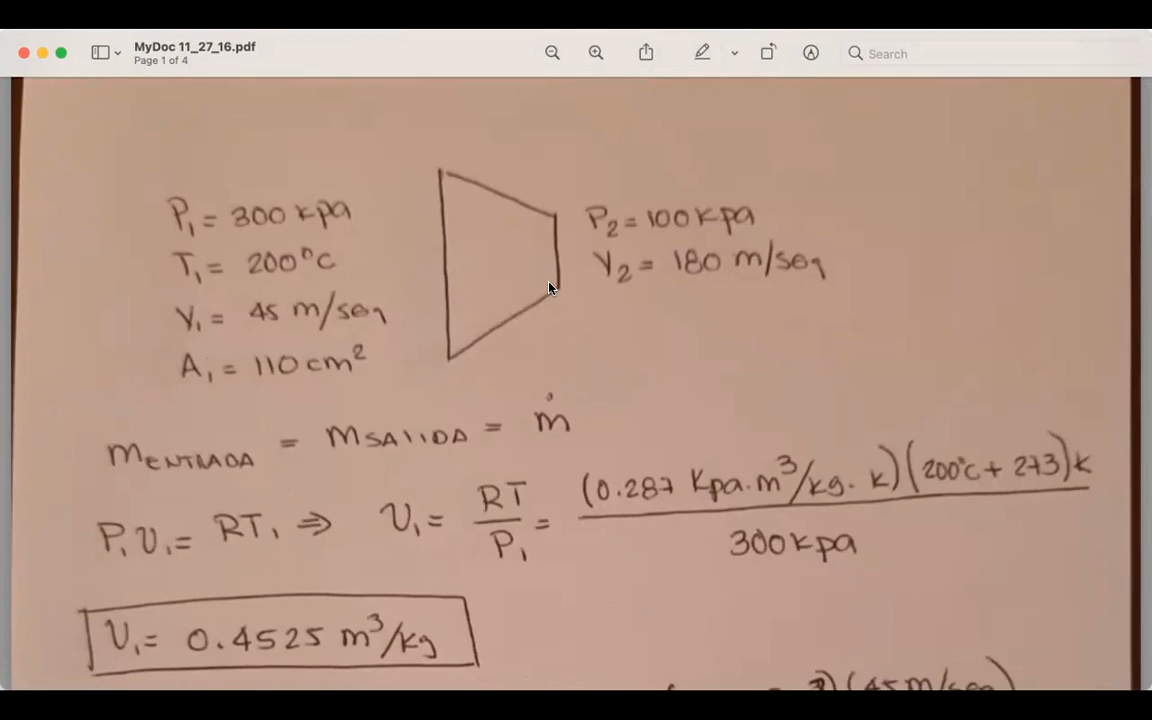 MyDoc 11_27_16.pdf
Page 1 of 4
Search
P₁ = 300 kpa
T₁ = 200°C
V₁ = 45 m/seg
A₁ = 110 cm²
P₂ = 100 kpa
V₂ = 180 m/seg
mENTRADA = mSALIDA = ṁ
P₁ v₁ = RT₁ ⇒ v₁ = RT/P₁ = (0.287 Kpa.m³/kg. k)(200°C + 273)k / 300 kpa
v₁ = 0.4525 m³/kg
(45 m/seg)